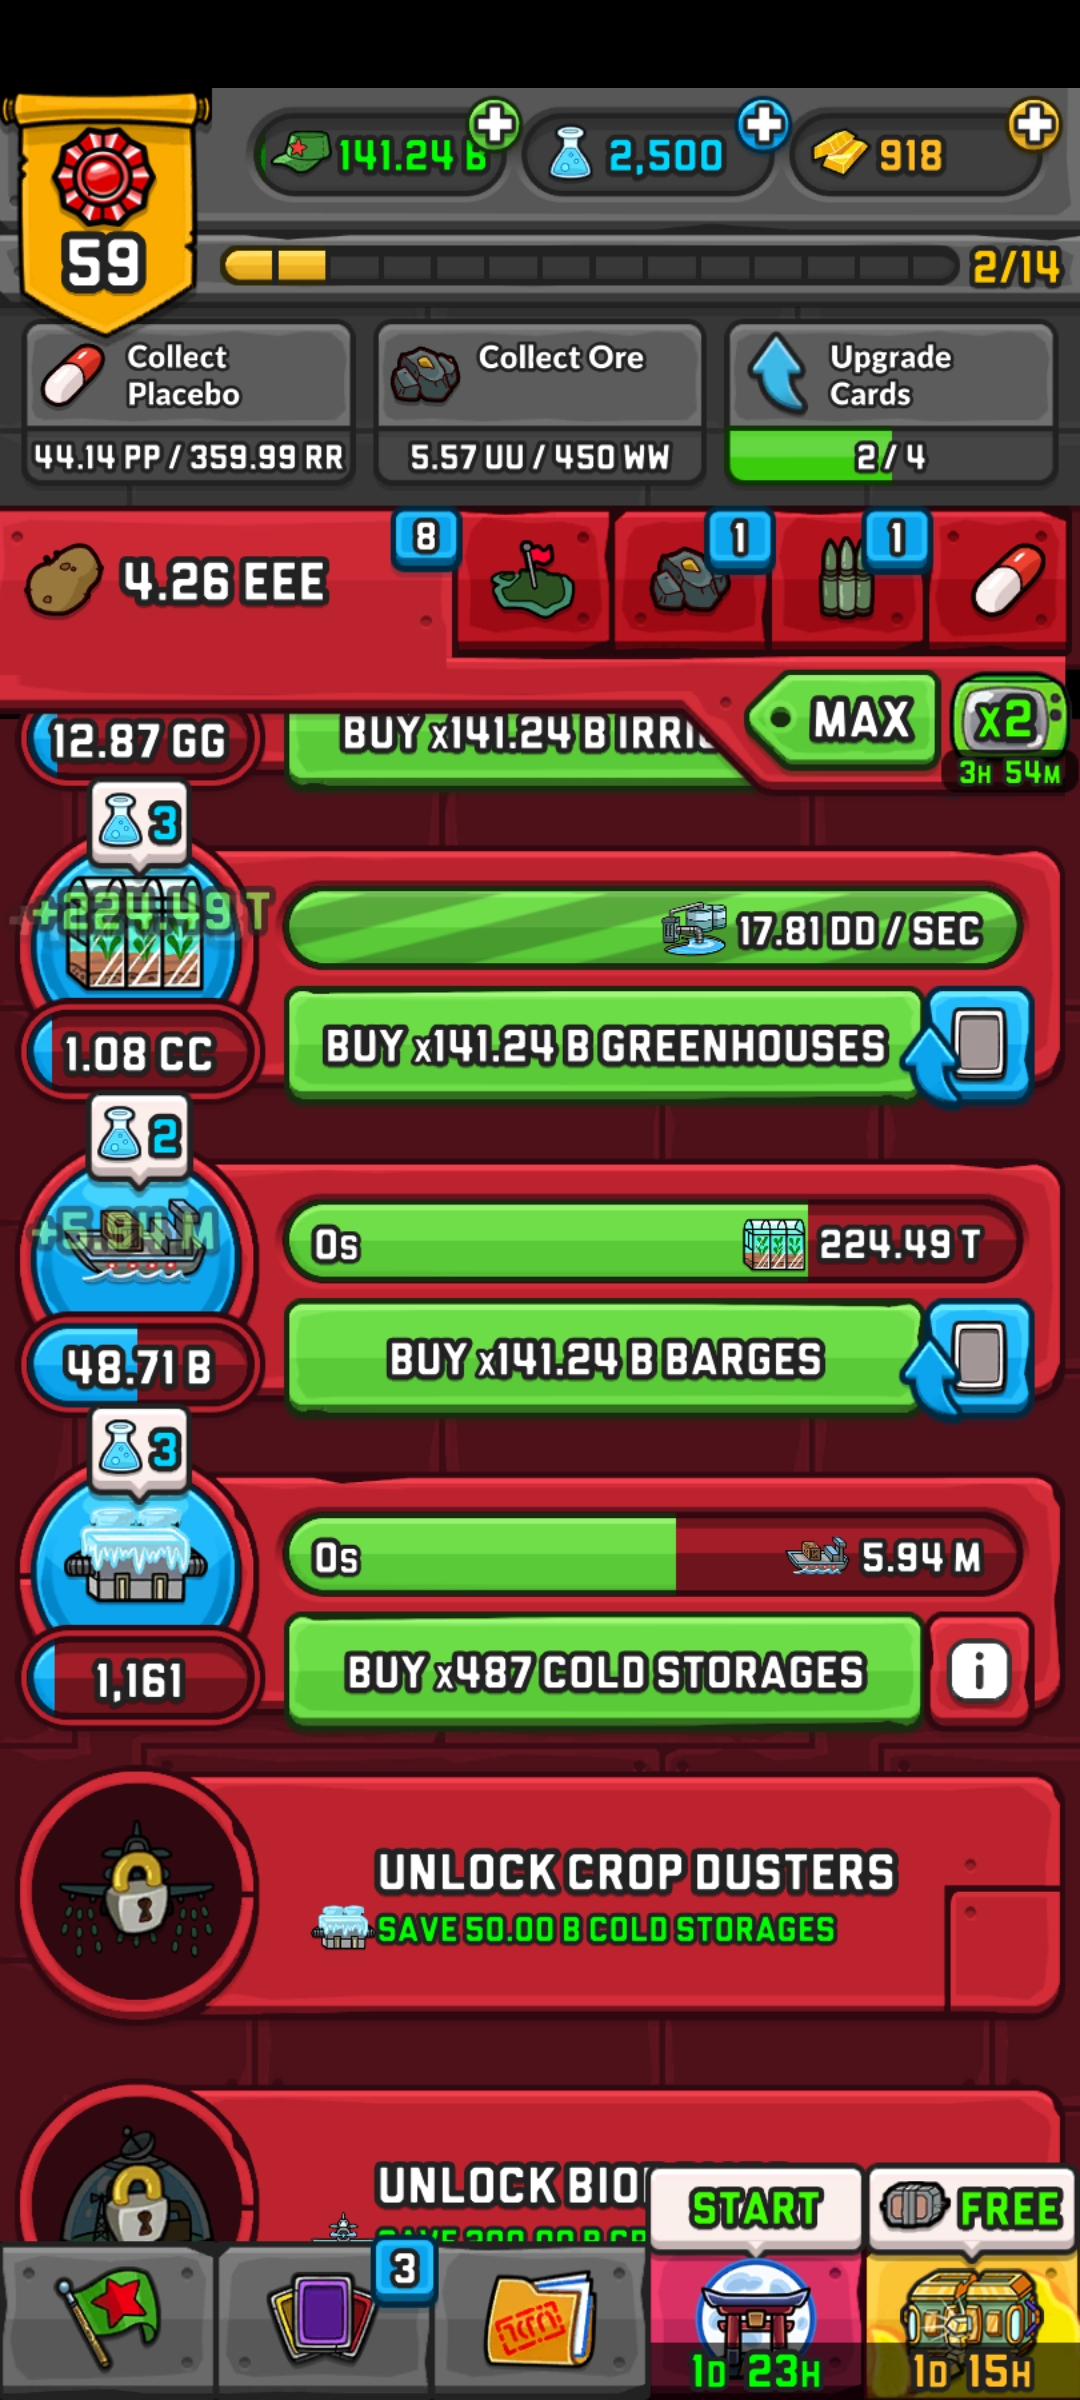 141.24 B
2,500
918
59
2/14
Collect
Placebo
44.14 PP / 359.99 RR
Collect Ore
5.57 UU / 450 WW
Upgrade
Cards
2 / 4
4.26 EEE
8
1
1
MAX
x2
3H 54M
12.87 GG
BUY x141.24 B
3
+224.49 T
17.81 DD / SEC
1.08 CC
BUY x141.24 B GREENHOUSES
2
+5.94 M
0s
224.49 T
48.71 B
BUY x141.24 B BARGES
3
0s
5.94 M
1,161
BUY x487 COLD STORAGES
i
UNLOCK CROP DUSTERS
SAVE 50.00 B COLD STORAGES
UNLOCK
START
FREE
3
1D 23H
1D 15H